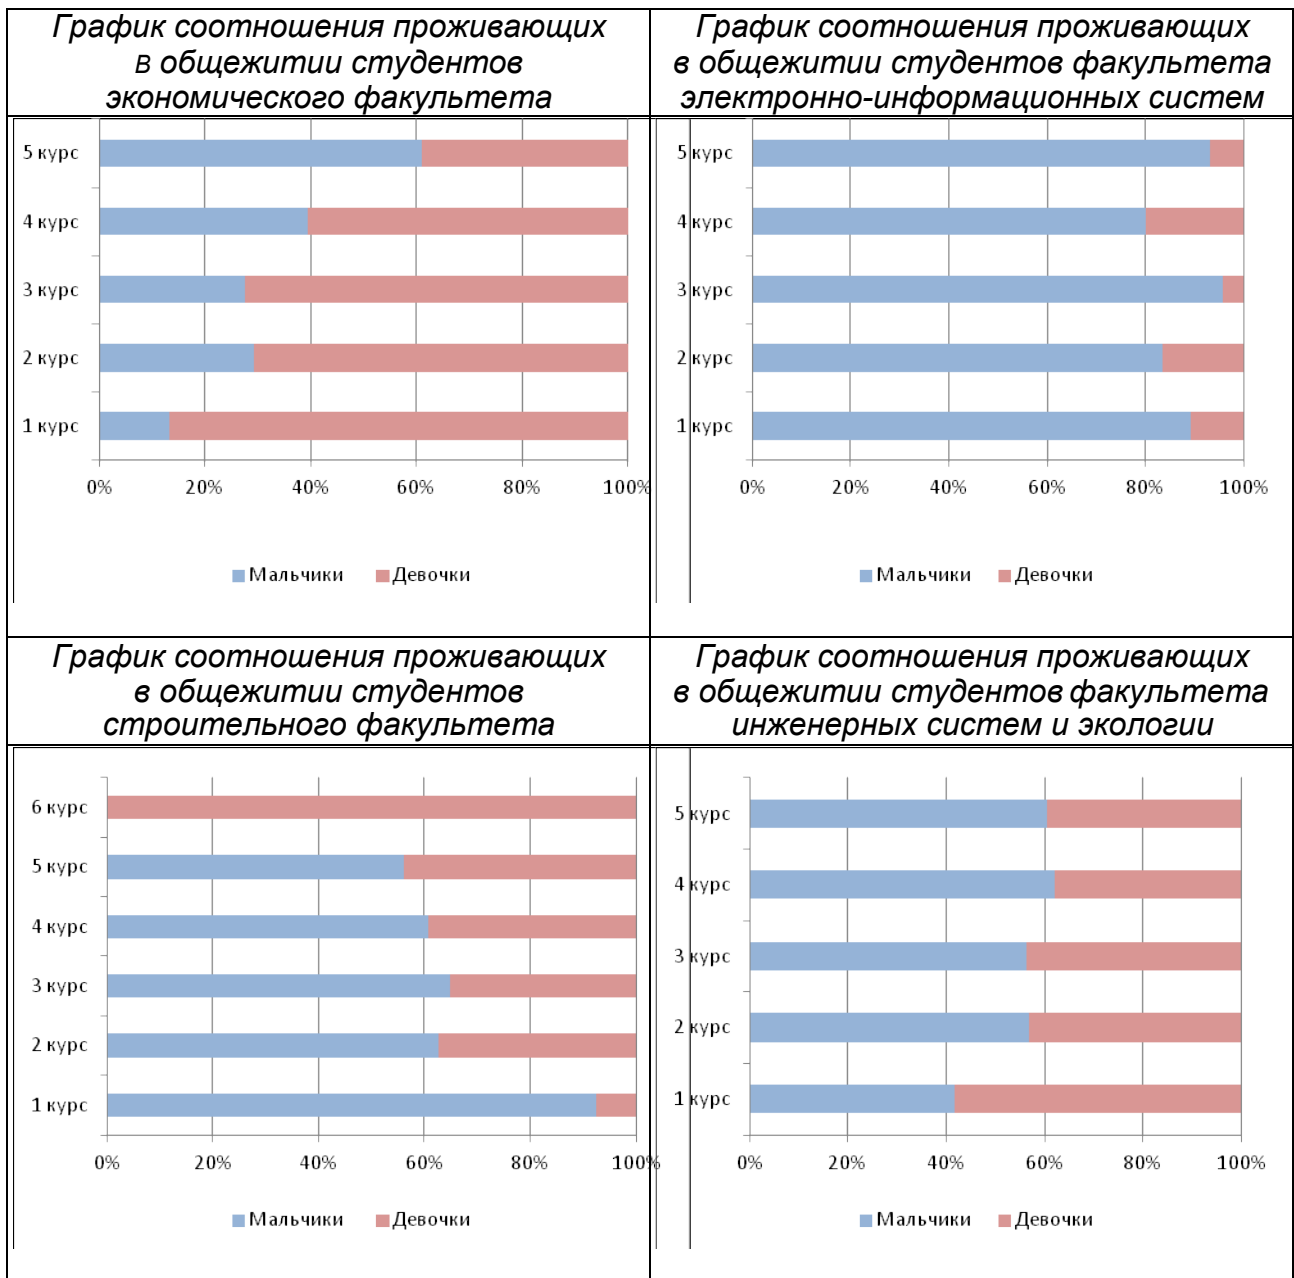 График соотношения проживающих
в общежитии студентов
экономического факультета
5 курс
4 курс
3 курс
2 курс
1 курс
0% 20% 40% 60% 80% 100%
Мальчики Девочки
График соотношения проживающих
в общежитии студентов факультета
электронно-информационных систем
5 курс
4 курс
3 курс
2 курс
1 курс
0% 20% 40% 60% 80% 100%
Мальчики Девочки
График соотношения проживающих
в общежитии студентов
строительного факультета
6 курс
5 курс
4 курс
3 курс
2 курс
1 курс
0% 20% 40% 60% 80% 100%
Мальчики Девочки
График соотношения проживающих
в общежитии студентов факультета
инженерных систем и экологии
5 курс
4 курс
3 курс
2 курс
1 курс
0% 20% 40% 60% 80% 100%
Мальчики Девочки